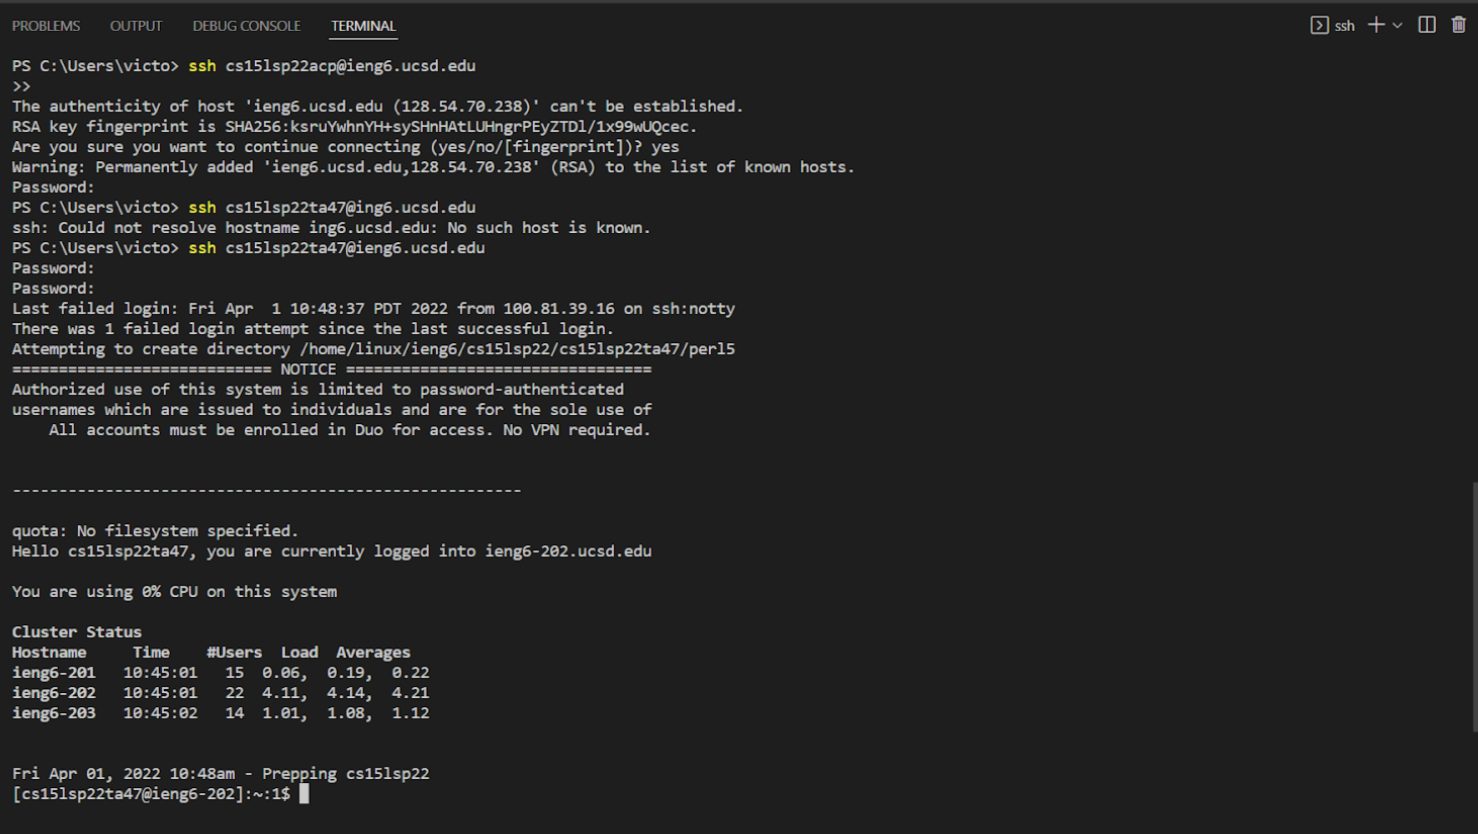 PROBLEMS OUTPUT DEBUG CONSOLE TERMINAL ssh
PS C:\Users\victo> ssh cs15lsp22acp@ieng6.ucsd.edu
>>
The authenticity of host 'ieng6.ucsd.edu (128.54.70.238)' can't be established.
RSA key fingerprint is SHA256:ksruYwhnYH+sySHnHAtLUHngrPEyZTDl/1x99wUQcec.
Are you sure you want to continue connecting (yes/no/[fingerprint])? yes
Warning: Permanently added 'ieng6.ucsd.edu,128.54.70.238' (RSA) to the list of known hosts.
Password:
PS C:\Users\victo> ssh cs15lsp22ta47@ing6.ucsd.edu
ssh: Could not resolve hostname ing6.ucsd.edu: No such host is known.
PS C:\Users\victo> ssh cs15lsp22ta47@ieng6.ucsd.edu
Password:
Password:
Last failed login: Fri Apr  1 10:48:37 PDT 2022 from 100.81.39.16 on ssh:notty
There was 1 failed login attempt since the last successful login.
Attempting to create directory /home/linux/ieng6/cs15lsp22/cs15lsp22ta47/perl5
============================ NOTICE =================================
Authorized use of this system is limited to password-authenticated
usernames which are issued to individuals and are for the sole use of
    All accounts must be enrolled in Duo for access. No VPN required.
-------------------------------------------------------
quota: No filesystem specified.
Hello cs15lsp22ta47, you are currently logged into ieng6-202.ucsd.edu
You are using 0% CPU on this system
Cluster Status
Hostname     Time    #Users  Load  Averages
ieng6-201   10:45:01   15  0.06,  0.19,  0.22
ieng6-202   10:45:01   22  4.11,  4.14,  4.21
ieng6-203   10:45:02   14  1.01,  1.08,  1.12
Fri Apr 01, 2022 10:48am - Prepping cs15lsp22
[cs15lsp22ta47@ieng6-202]:~:1$